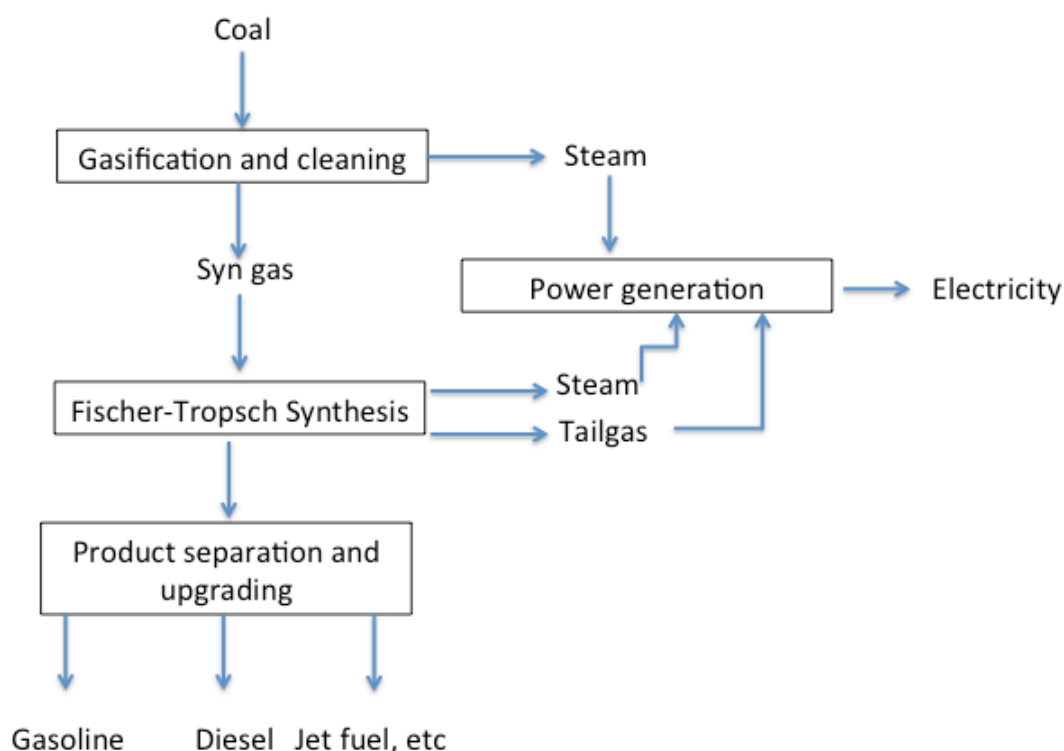 Coal
Gasification and cleaning
Steam
Syn gas
Power generation
Electricity
Fischer-Tropsch Synthesis
Steam
Tailgas
Product separation and
upgrading
Gasoline
Diesel
Jet fuel, etc